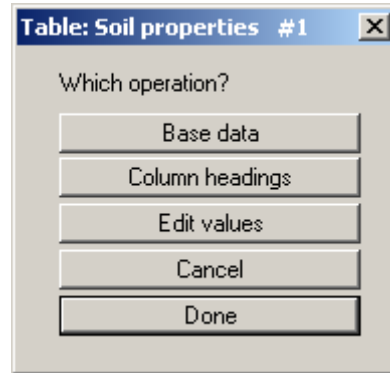 Table: Soil properties #1
Which operation?
Base data
Column headings
Edit values
Cancel
Done